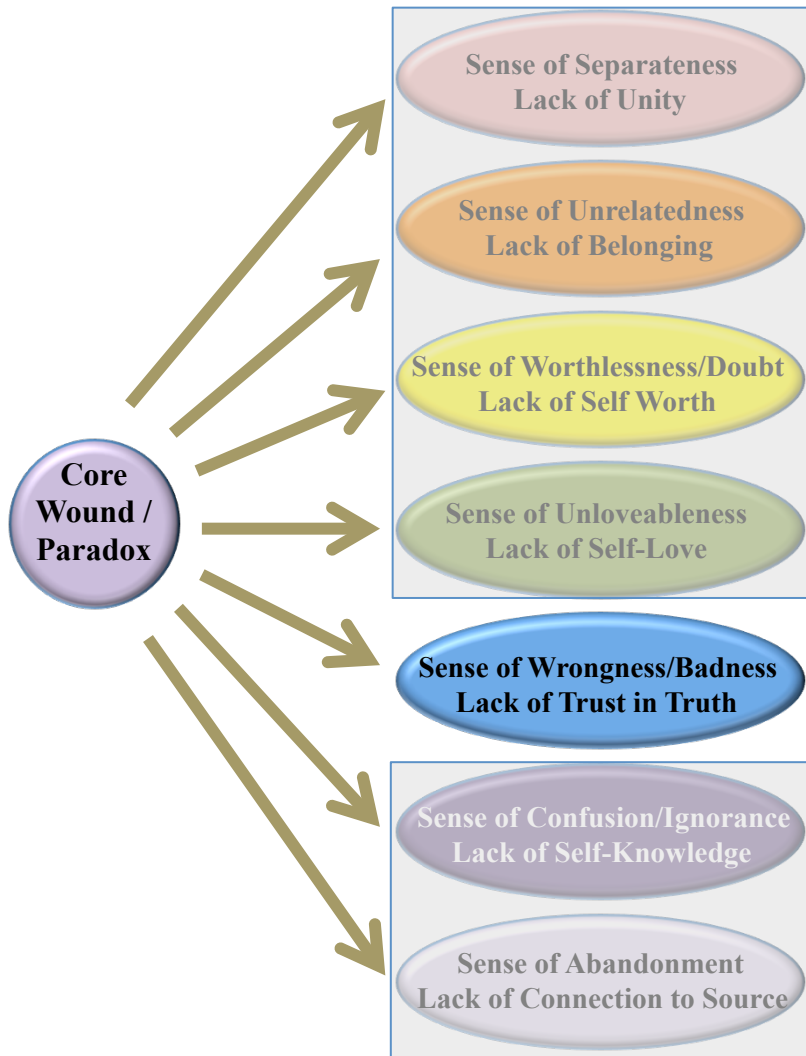 Sense of Separateness
Lack of Unity
Sense of Unrelatedness
Lack of Belonging
Sense of Worthlessness/Doubt
Lack of Self Worth
Core
Wound /
Paradox
Sense of Unloveableness
Lack of Self-Love
Sense of Wrongness/Badness
Lack of Trust in Truth
Sense of Confusion/Ignorance
Lack of Self-Knowledge
Sense of Abandonment
Lack of Connection to Source